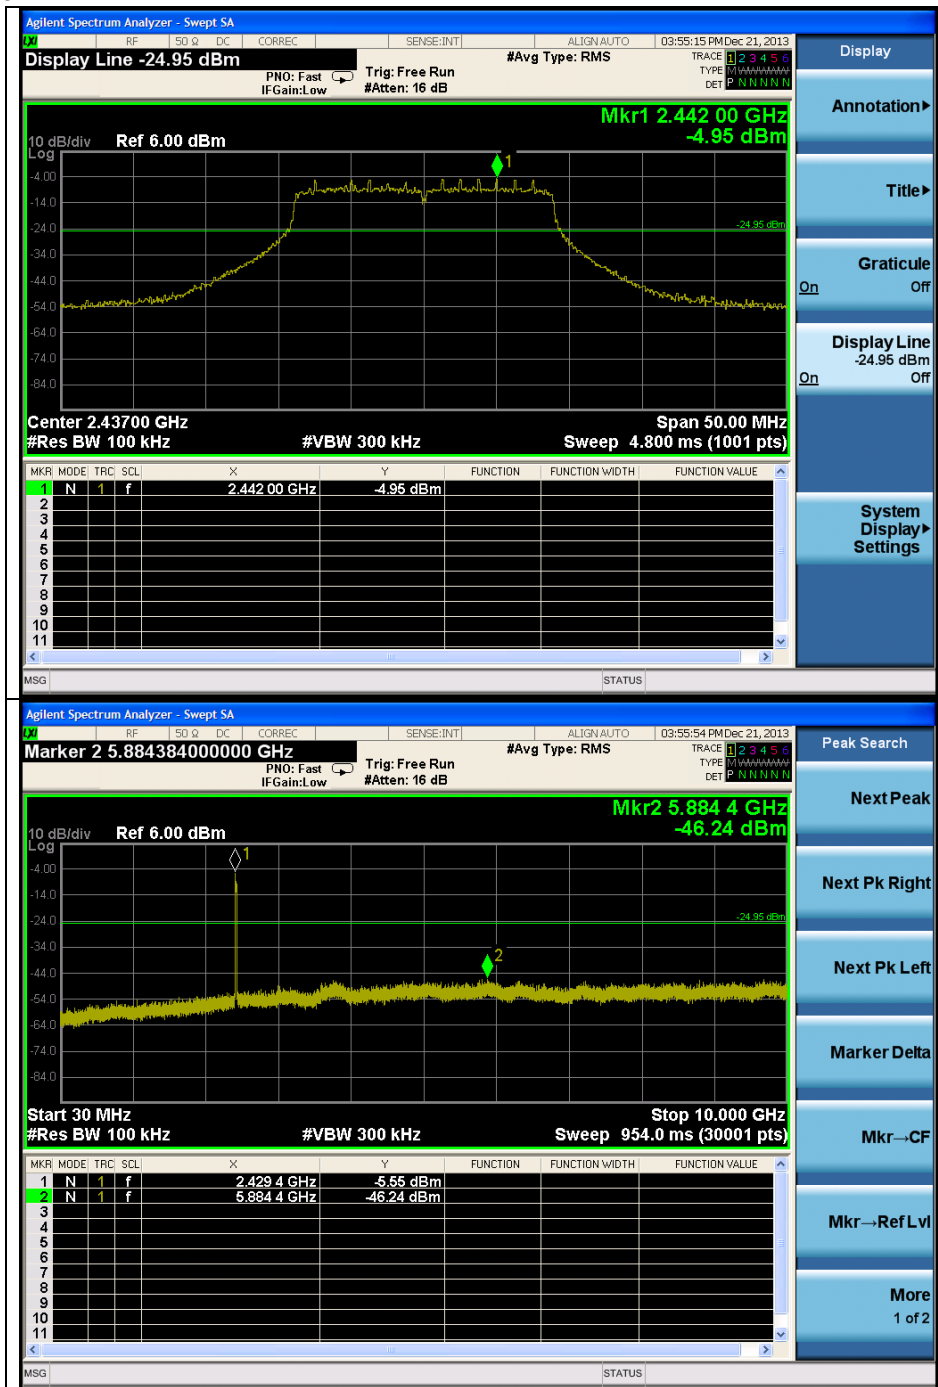 Agilent Spectrum Analyzer - Swept SA
LXI RF 50 Ω DC CORREC SENSE:INT ALIGN AUTO 03:55:15 PM Dec 21, 2013
Display Line -24.95 dBm #Avg Type: RMS TRACE 1 2 3 4 5 6
PNO: Fast Trig: Free Run TYPE M WWWWW
IFGain:Low #Atten: 16 dB DET P N N N N N
Mkr1 2.442 00 GHz
10 dB/div Ref 6.00 dBm -4.95 dBm
Log
1
-4.00
-14.0
-24.0
-24.95 dBm
-34.0
-44.0
-54.0
-64.0
-74.0
-84.0
Center 2.43700 GHz Span 50.00 MHz
#Res BW 100 kHz #VBW 300 kHz Sweep 4.800 ms (1001 pts)
MKR MODE TRC SCL X Y FUNCTION FUNCTION WIDTH FUNCTION VALUE
1 N 1 f 2.442 00 GHz -4.95 dBm
2
3
4
5
6
7
8
9
10
11
MSG STATUS
Display
Annotation
Title
Graticule
On Off
Display Line
-24.95 dBm
On Off
System
Display
Settings
Agilent Spectrum Analyzer - Swept SA
LXI RF 50 Ω DC CORREC SENSE:INT ALIGN AUTO 03:55:54 PM Dec 21, 2013
Marker 2 5.884384000000 GHz #Avg Type: RMS TRACE 1 2 3 4 5 6
PNO: Fast Trig: Free Run TYPE M WWWWW
IFGain:Low #Atten: 16 dB DET P N N N N N
Mkr2 5.884 4 GHz
10 dB/div Ref 6.00 dBm -46.24 dBm
Log
1
-4.00
-14.0
-24.0
-24.95 dBm
-34.0
2
-44.0
-54.0
-64.0
-74.0
-84.0
Start 30 MHz Stop 10.000 GHz
#Res BW 100 kHz #VBW 300 kHz Sweep 954.0 ms (30001 pts)
MKR MODE TRC SCL X Y FUNCTION FUNCTION WIDTH FUNCTION VALUE
1 N 1 f 2.429 4 GHz -5.55 dBm
2 N 1 f 5.884 4 GHz -46.24 dBm
3
4
5
6
7
8
9
10
11
MSG STATUS
Peak Search
Next Peak
Next Pk Right
Next Pk Left
Marker Delta
Mkr→CF
Mkr→Ref Lvl
More
1 of 2